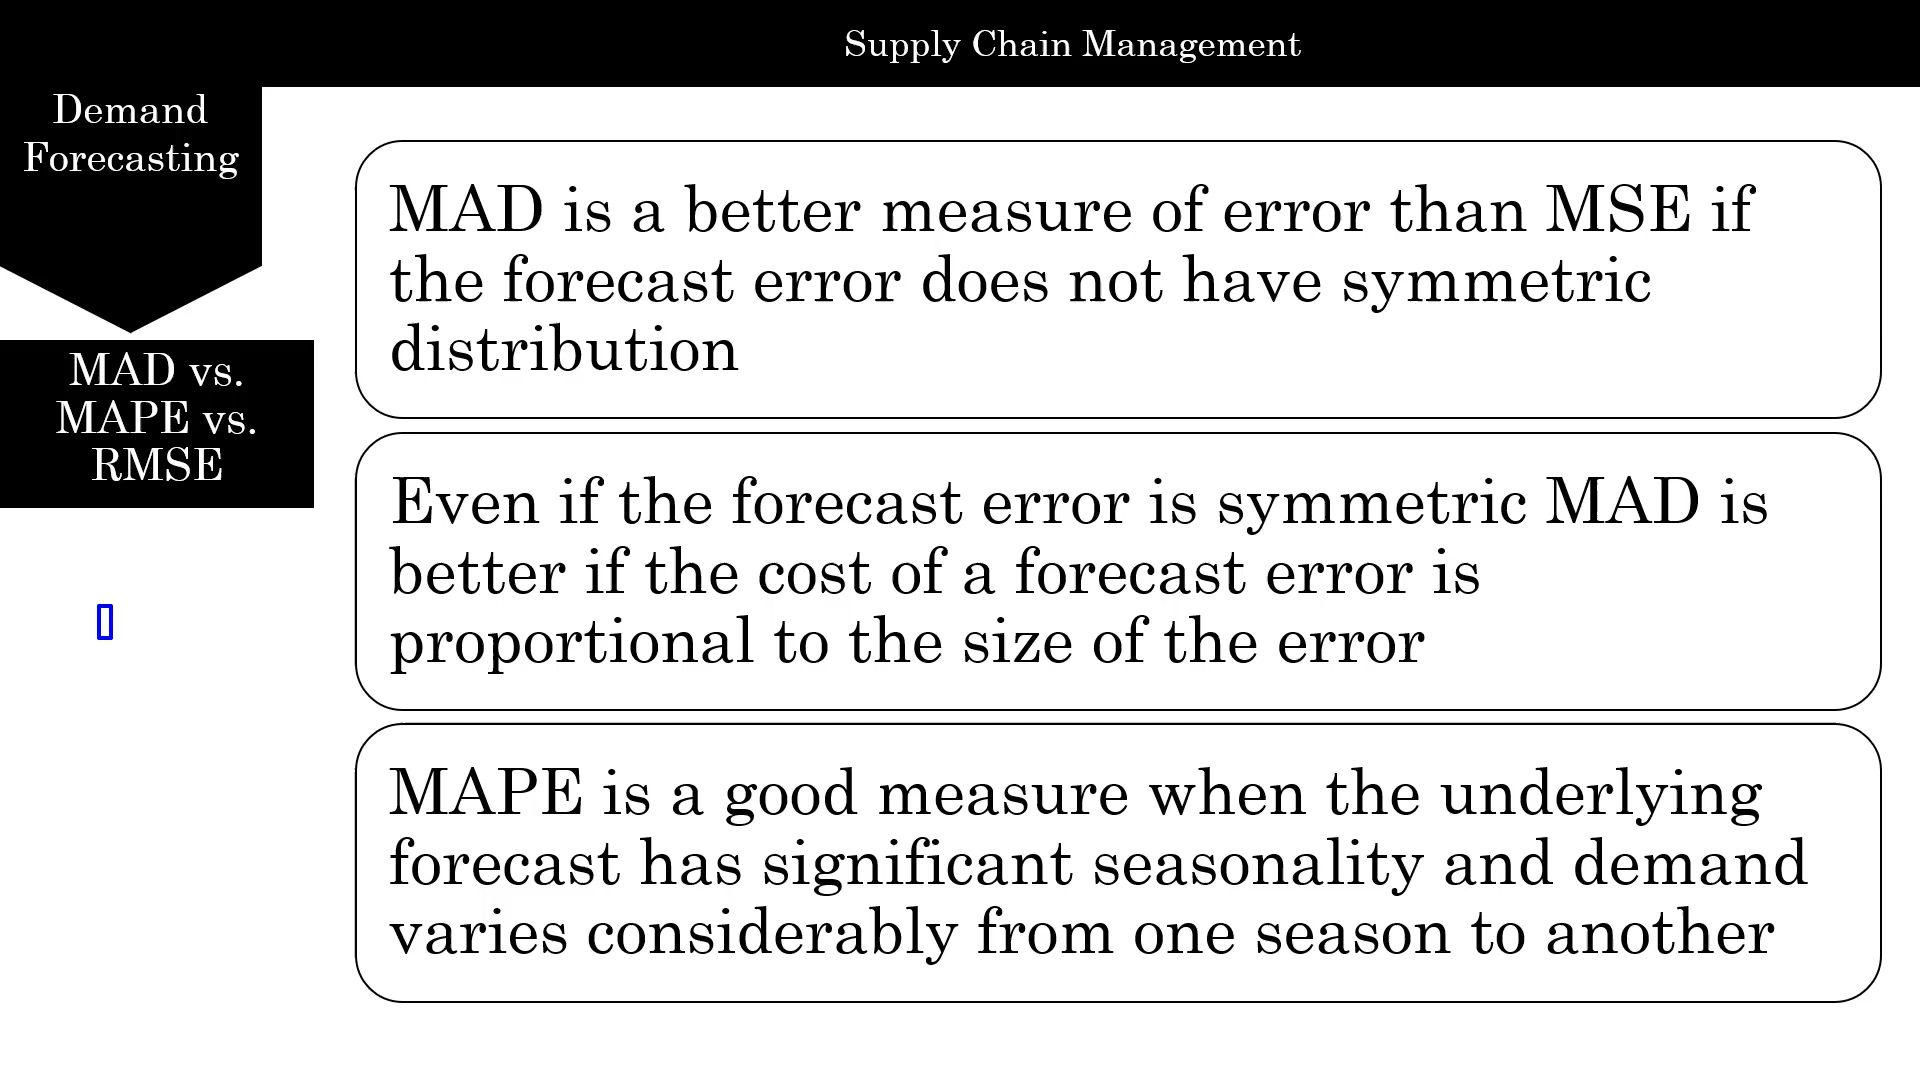 Supply Chain Management
Demand
Forecasting
MAD vs.
MAPE vs.
RMSE
MAD is a better measure of error than MSE if
the forecast error does not have symmetric
distribution
Even if the forecast error is symmetric MAD is
better if the cost of a forecast error is
proportional to the size of the error
MAPE is a good measure when the underlying
forecast has significant seasonality and demand
varies considerably from one season to another